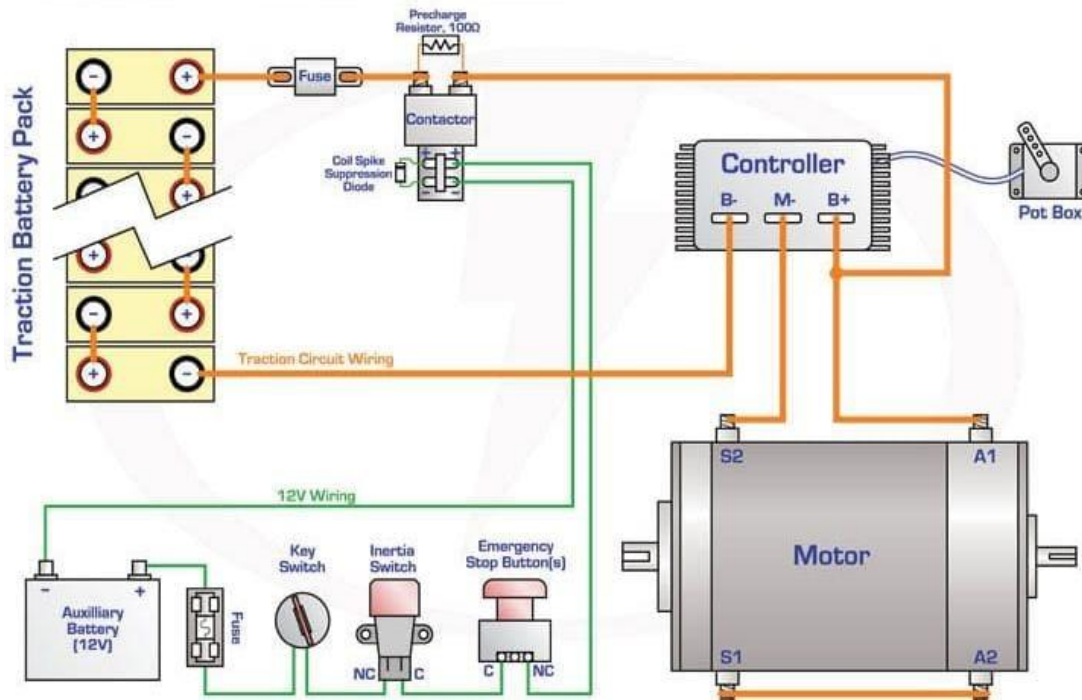 Precharge
Resistor, 100Ω
Traction Battery Pack
-
+
+
-
+
+
-
-
+
+
-
Fuse
Contactor
+
+
-
-
Coil Spike
Suppression
Diode
Controller
B-
M-
B+
Pot Box
Traction Circuit Wiring
S2
A1
Motor
S1
A2
12V Wiring
Key
Switch
Inertia
Switch
Emergency
Stop Button(s)
-
+
Auxilliary
Battery
(12V)
Fuse
NC
C
C
NC